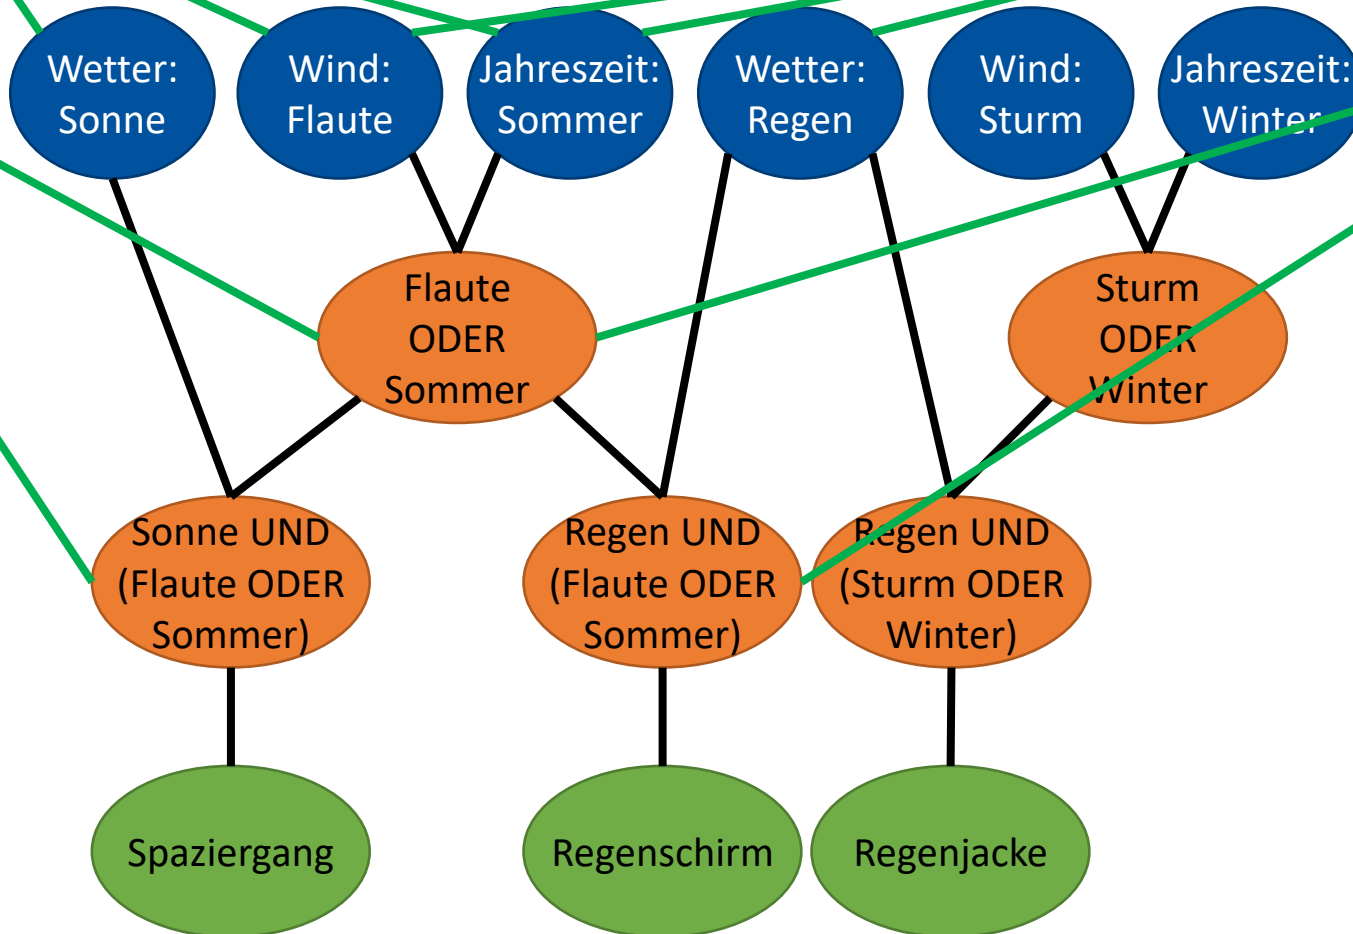 Wetter:
Sonne
Wind:
Flaute
Jahreszeit:
Sommer
Wetter:
Regen
Wind:
Sturm
Jahreszeit:
Winter
Flaute
ODER
Sommer
Sturm
ODER
Winter
Sonne UND
(Flaute ODER
Sommer)
Regen UND
(Flaute ODER
Sommer)
Regen UND
(Sturm ODER
Winter)
Spaziergang
Regenschirm
Regenjacke